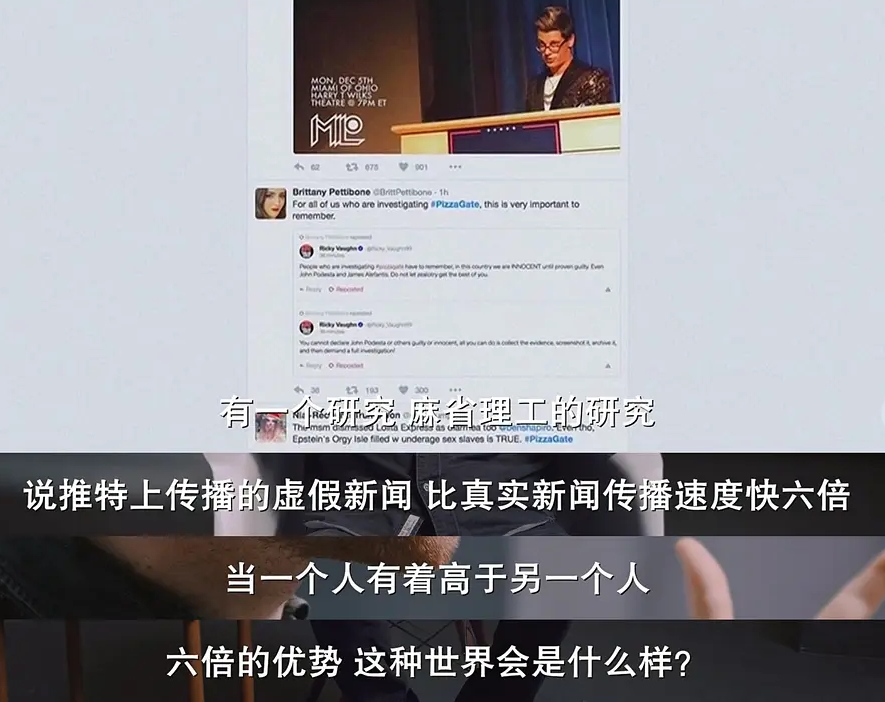 MON, DEC 5TH
MIAMI OF OHIO
HARRY T WILKS
THEATRE @ 7PM ET
MILO
62 678 901
Brittany Pettibone @BrittPettibone · 1h
For all of us who are investigating #PizzaGate, this is very important to
remember.
Ricky Vaughn
People who are investigating #pizzagate have to remember, in this country we are INNOCENT until proven guilty. Even
John Podesta and James Alefantis. Do not let zealotry get the best of you.
Reply Reposted
Ricky Vaughn
You cannot declare John Podesta or others guilty or innocent, all you can do is collect the evidence, screenshot it, archive it,
and then demand a full investigation!
Reply Reposted
36 193 300
有一个研究 麻省理工的研究
The msm dismissed Lolita Express as too @benshapiro. Even tho,
Epstein's Orgy Isle filled w underage sex slaves is TRUE. #PizzaGate
说推特上传播的虚假新闻 比真实新闻传播速度快六倍
当一个人有着高于另一个人
六倍的优势 这种世界会是什么样?